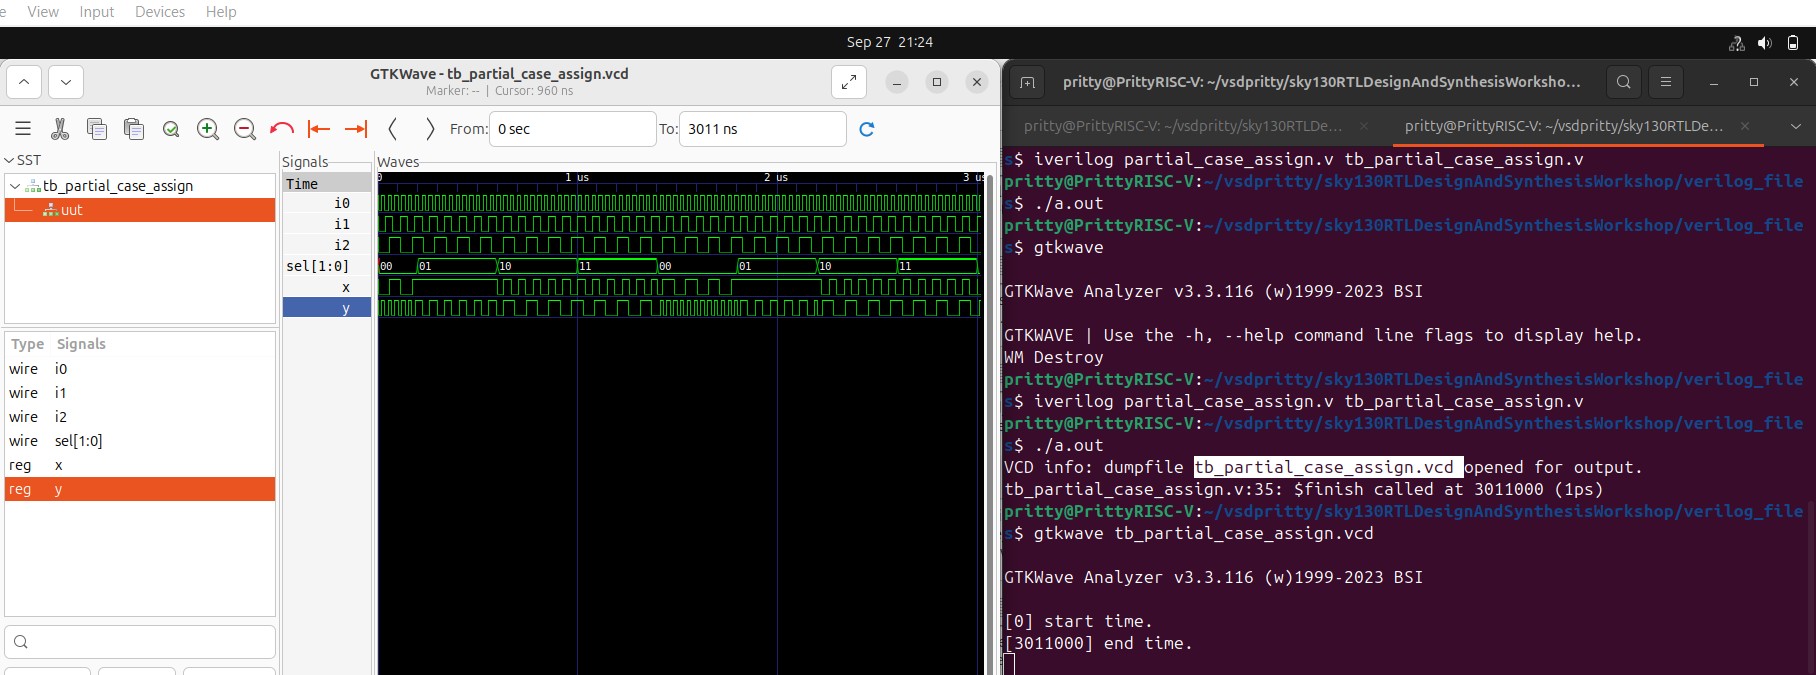 e View Input Devices Help
Sep 27 21:24
GTKWave - tb_partial_case_assign.vcd
Marker: -- | Cursor: 960 ns
From: 0 sec To: 3011 ns
SST
tb_partial_case_assign
uut
Type Signals
wire i0
wire i1
wire i2
wire sel[1:0]
reg x
reg y
Signals
Time
i0
i1
i2
sel[1:0]
x
y
Waves
0 1 us 2 us 3 us
00 01 10 11 00 01 10 11
pritty@PrittyRISC-V: ~/vsdpritty/sky130RTLDesignAndSynthesisWorksho...
pritty@PrittyRISC-V: ~/vsdpritty/sky130RTLDe... × pritty@PrittyRISC-V: ~/vsdpritty/sky130RTLDe... ×
s$ iverilog partial_case_assign.v tb_partial_case_assign.v
pritty@PrittyRISC-V:~/vsdpritty/sky130RTLDesignAndSynthesisWorkshop/verilog_file
s$ ./a.out
pritty@PrittyRISC-V:~/vsdpritty/sky130RTLDesignAndSynthesisWorkshop/verilog_file
s$ gtkwave
GTKWave Analyzer v3.3.116 (w)1999-2023 BSI
GTKWAVE | Use the -h, --help command line flags to display help.
WM Destroy
pritty@PrittyRISC-V:~/vsdpritty/sky130RTLDesignAndSynthesisWorkshop/verilog_file
s$ iverilog partial_case_assign.v tb_partial_case_assign.v
pritty@PrittyRISC-V:~/vsdpritty/sky130RTLDesignAndSynthesisWorkshop/verilog_file
s$ ./a.out
VCD info: dumpfile tb_partial_case_assign.vcd opened for output.
tb_partial_case_assign.v:35: $finish called at 3011000 (1ps)
pritty@PrittyRISC-V:~/vsdpritty/sky130RTLDesignAndSynthesisWorkshop/verilog_file
s$ gtkwave tb_partial_case_assign.vcd
GTKWave Analyzer v3.3.116 (w)1999-2023 BSI
[0] start time.
[3011000] end time.